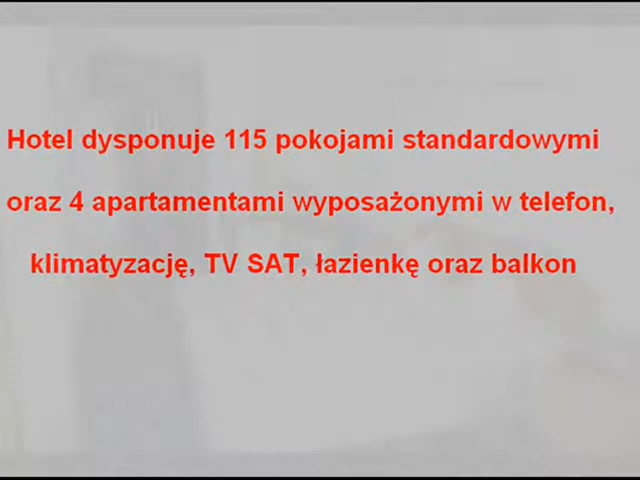 Hotel dysponuje 115 pokojami standardowymi
oraz 4 apartamentami wyposażonymi w telefon,
klimatyzację, TV SAT, łazienkę oraz balkon